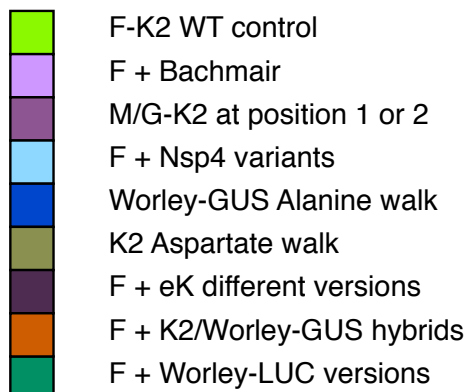 F-K2 WT control
F + Bachmair
M/G-K2 at position 1 or 2
F + Nsp4 variants
Worley-GUS Alanine walk
K2 Aspartate walk
F + eK different versions
F + K2/Worley-GUS hybrids
F + Worley-LUC versions